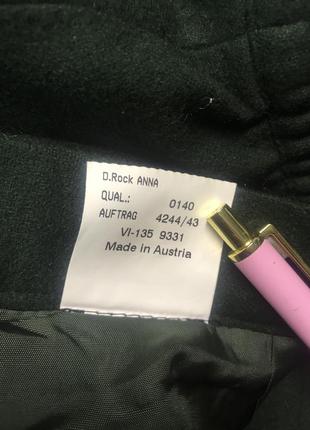 D.Rock ANNA
QUAL.: 0140
AUFTRAG 4244/43
VI-135 9331
Made in Austria